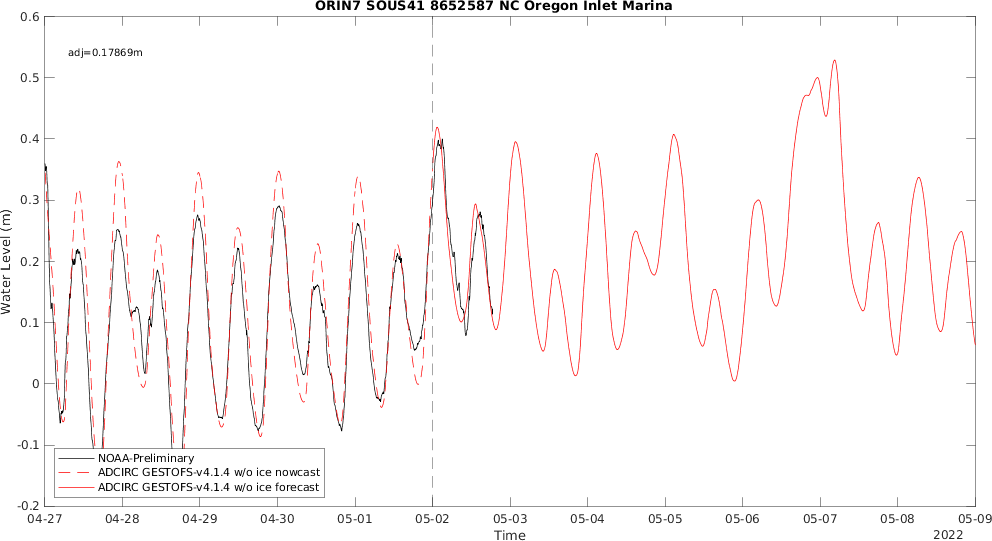 ORIN7 SOUS41 8652587 NC Oregon Inlet Marina
adj=0.17869m
0.6
0.5
0.4
0.3
0.2
0.1
0
-0.1
-0.2
Water Level (m)
NOAA-Preliminary
ADCIRC GESTOFS-v4.1.4 w/o ice nowcast
ADCIRC GESTOFS-v4.1.4 w/o ice forecast
04-27 04-28 04-29 04-30 05-01 05-02 05-03 05-04 05-05 05-06 05-07 05-08 05-09
Time
2022